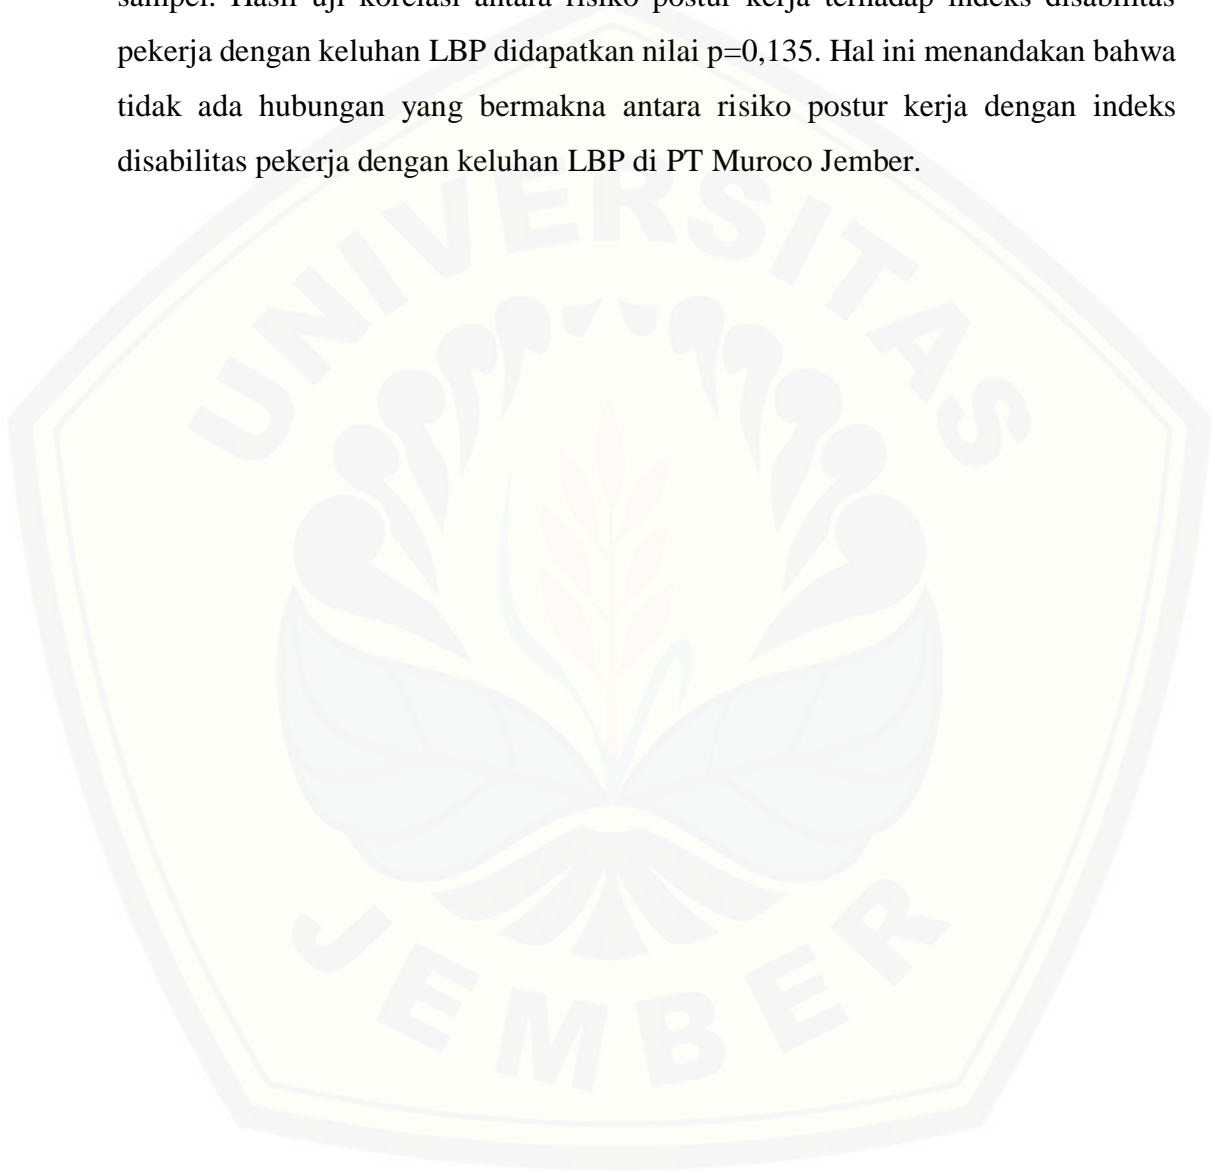 sampel. Hasil uji korelasi antara risiko postur kerja terhadap indeks disabilitas
pekerja dengan keluhan LBP didapatkan nilai p=0,135. Hal ini menandakan bahwa
tidak ada hubungan yang bermakna antara risiko postur kerja dengan indeks
disabilitas pekerja dengan keluhan LBP di PT Muroco Jember.
UNIVERSITAS
JEMBER